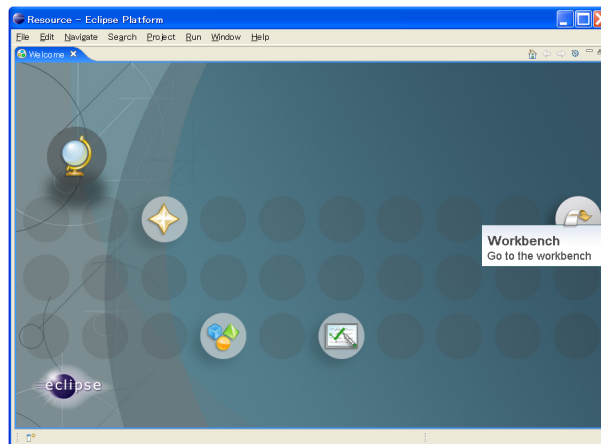 Resource - Eclipse Platform
File Edit Navigate Search Project Run Window Help
Welcome
Workbench
Go to the workbench
eclipse